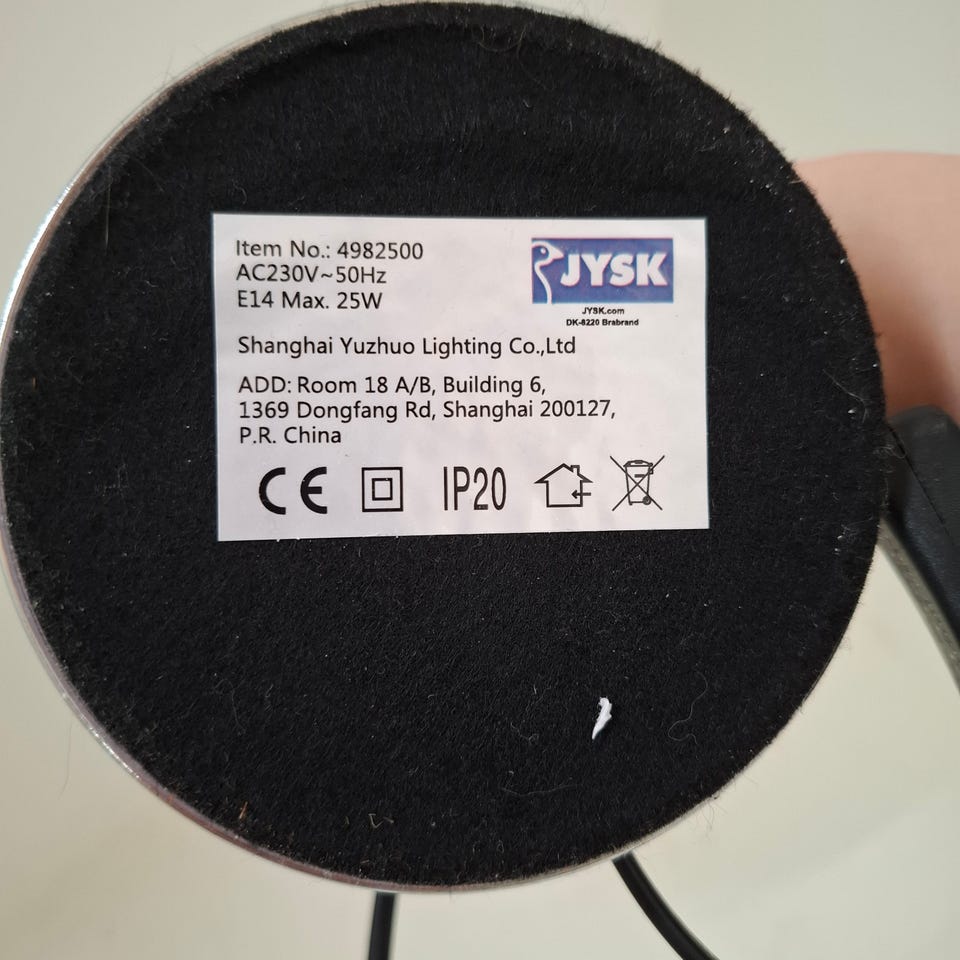 Item No.: 4982500
AC230V~50Hz
E14 Max. 25W
JYSK
JYSK.com
DK-8220 Brabrand
Shanghai Yuzhuo Lighting Co.,Ltd
ADD: Room 18 A/B, Building 6,
1369 Dongfang Rd, Shanghai 200127,
P.R. China
CE IP20